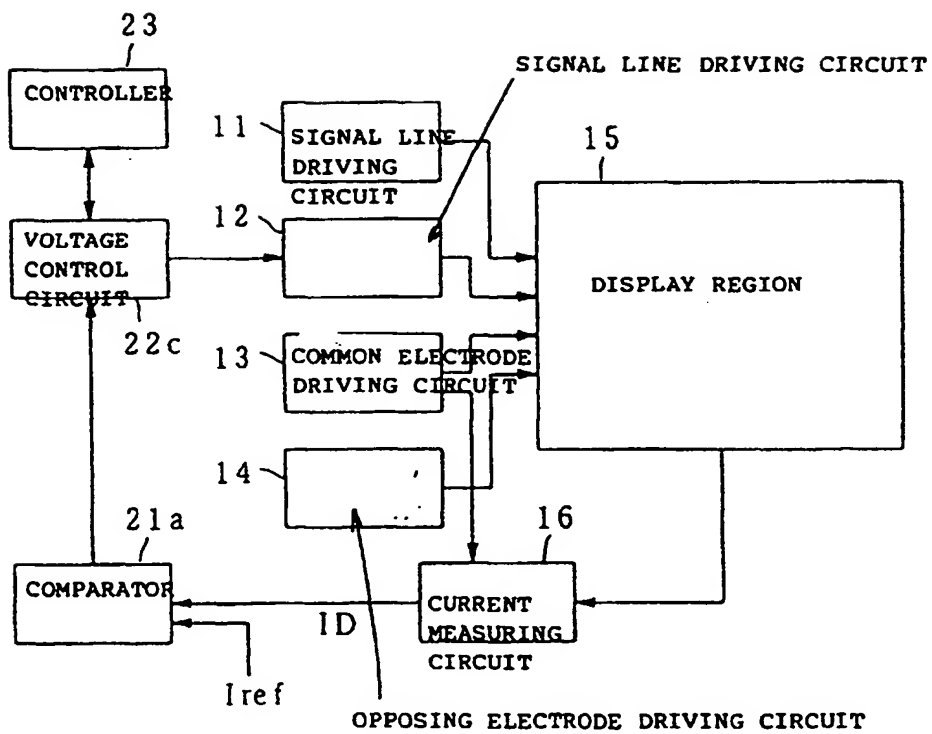 23
CONTROLLER
SIGNAL LINE DRIVING CIRCUIT
11
SIGNAL LINE
DRIVING
CIRCUIT
15
12
VOLTAGE
CONTROL
CIRCUIT
22c
DISPLAY REGION
13
COMMON ELECTRODE
DRIVING CIRCUIT
14
21a
COMPARATOR
16
CURRENT
MEASURING
CIRCUIT
ID
Iref
OPPOSING ELECTRODE DRIVING CIRCUIT